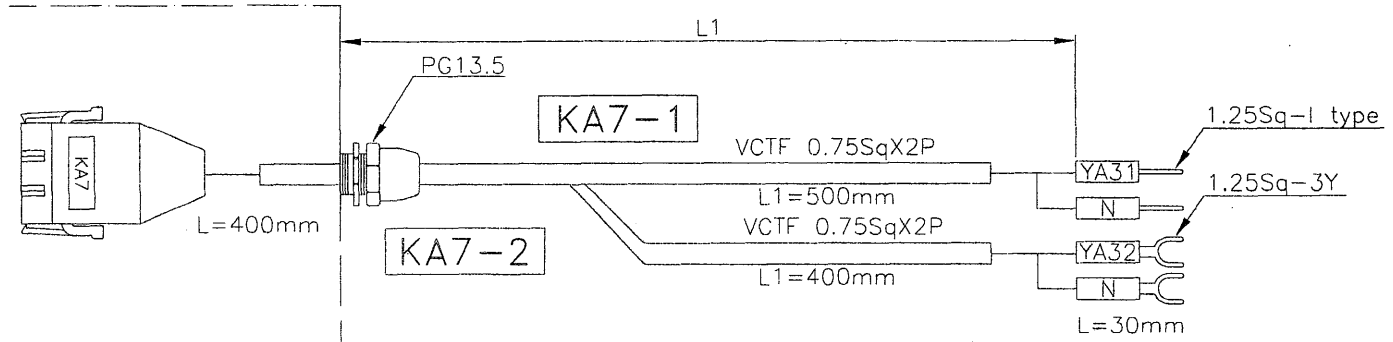 L1
PG13.5
KA7-1
1.25Sq-I type
VCTF 0.75SqX2P
YA31
KA7
L1=500mm
1.25Sq-3Y
N
L=400mm
VCTF 0.75SqX2P
KA7-2
YA32
L1=400mm
N
L=30mm